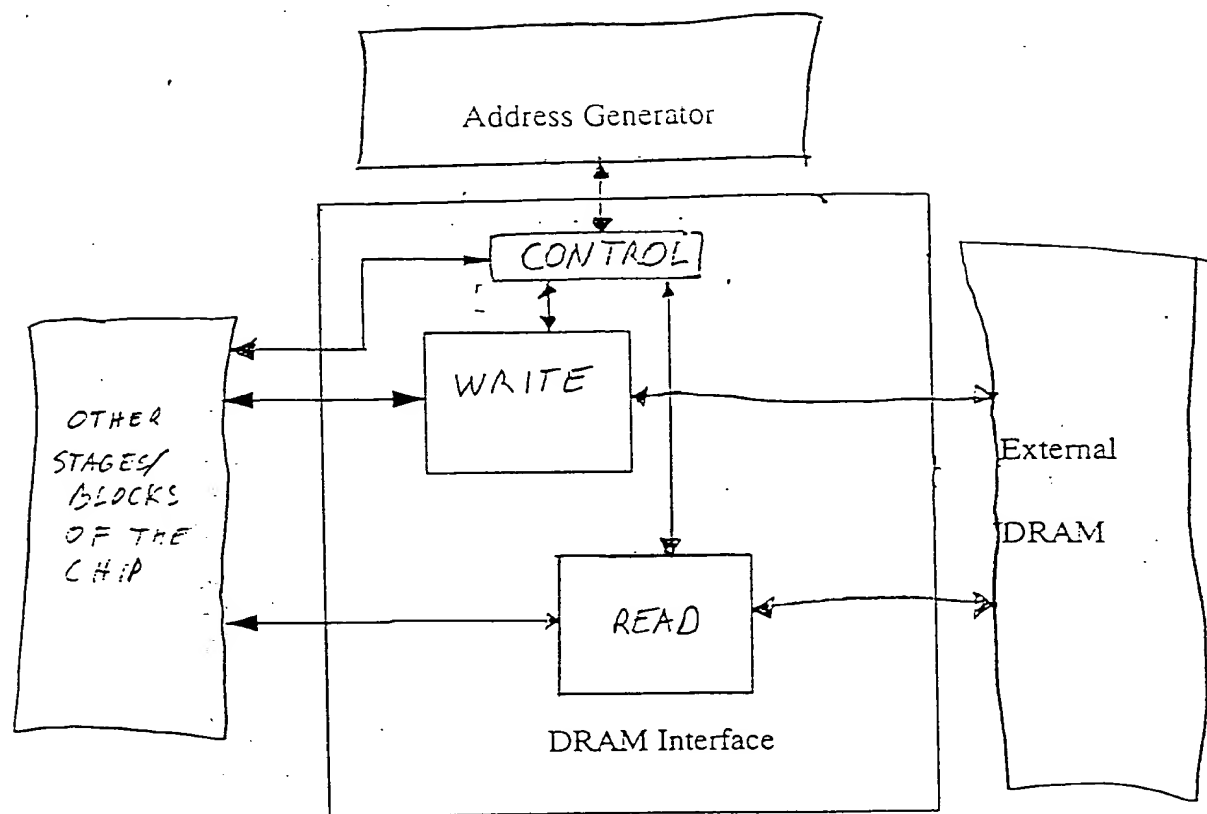 Address Generator
CONTROL
WRITE
OTHER
STAGES/
BLOCKS
OF THE
CHIP
External
DRAM
READ
DRAM Interface